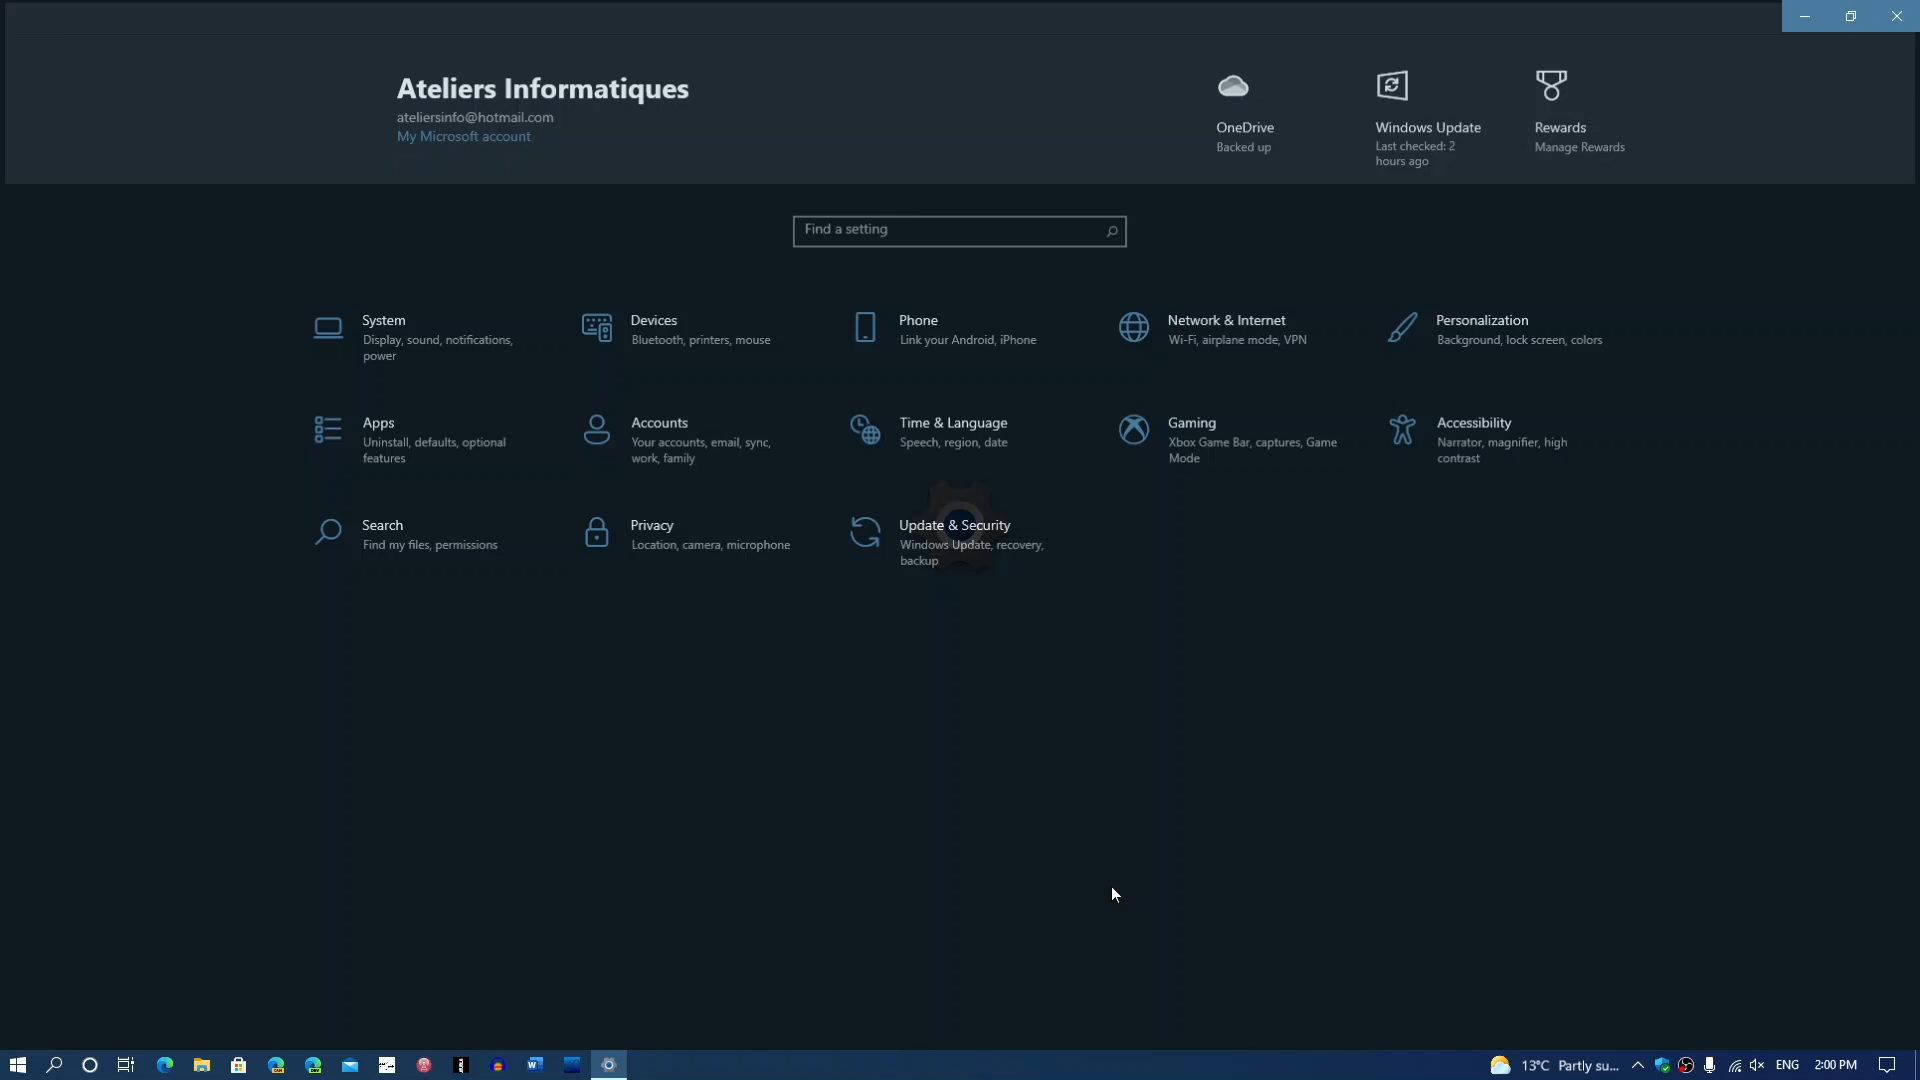 Ateliers Informatiques
ateliersinfo@hotmail.com
My Microsoft account
OneDrive
Backed up
Windows Update
Last checked: 2
hours ago
Rewards
Manage Rewards
Find a setting
System
Display, sound, notifications,
power
Devices
Bluetooth, printers, mouse
Phone
Link your Android, iPhone
Network & Internet
Wi-Fi, airplane mode, VPN
Personalization
Background, lock screen, colors
Apps
Uninstall, defaults, optional
features
Accounts
Your accounts, email, sync,
work, family
Time & Language
Speech, region, date
Gaming
Xbox Game Bar, captures, Game
Mode
Accessibility
Narrator, magnifier, high
contrast
Search
Find my files, permissions
Privacy
Location, camera, microphone
Update & Security
Windows Update, recovery,
backup
13°C Partly su... ENG 2:00 PM